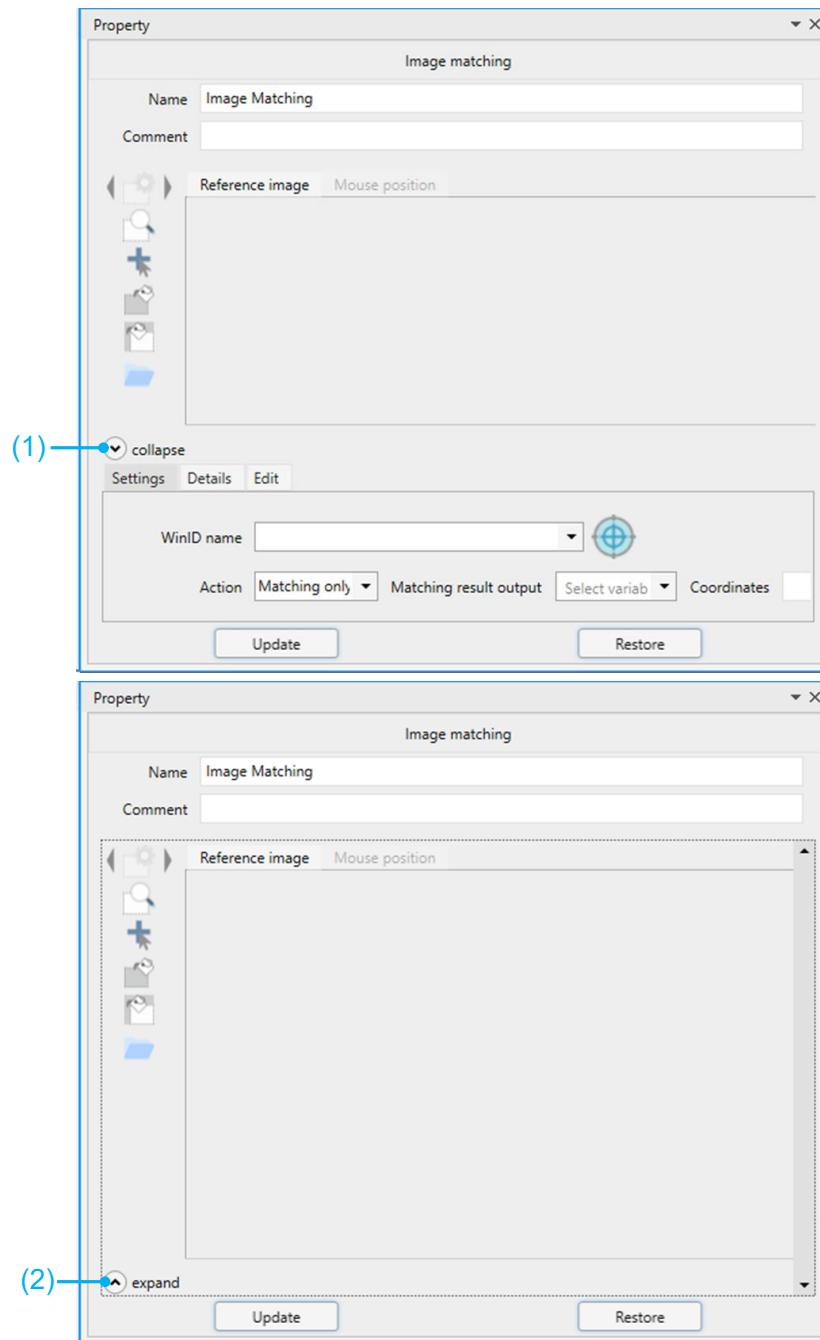 Property
Image matching
Name Image Matching
Comment
Reference image Mouse position
(1) collapse
Settings Details Edit
WinID name
Action Matching only Matching result output Select variab Coordinates
Update Restore
Property
Image matching
Name Image Matching
Comment
Reference image Mouse position
(2) expand
Update Restore